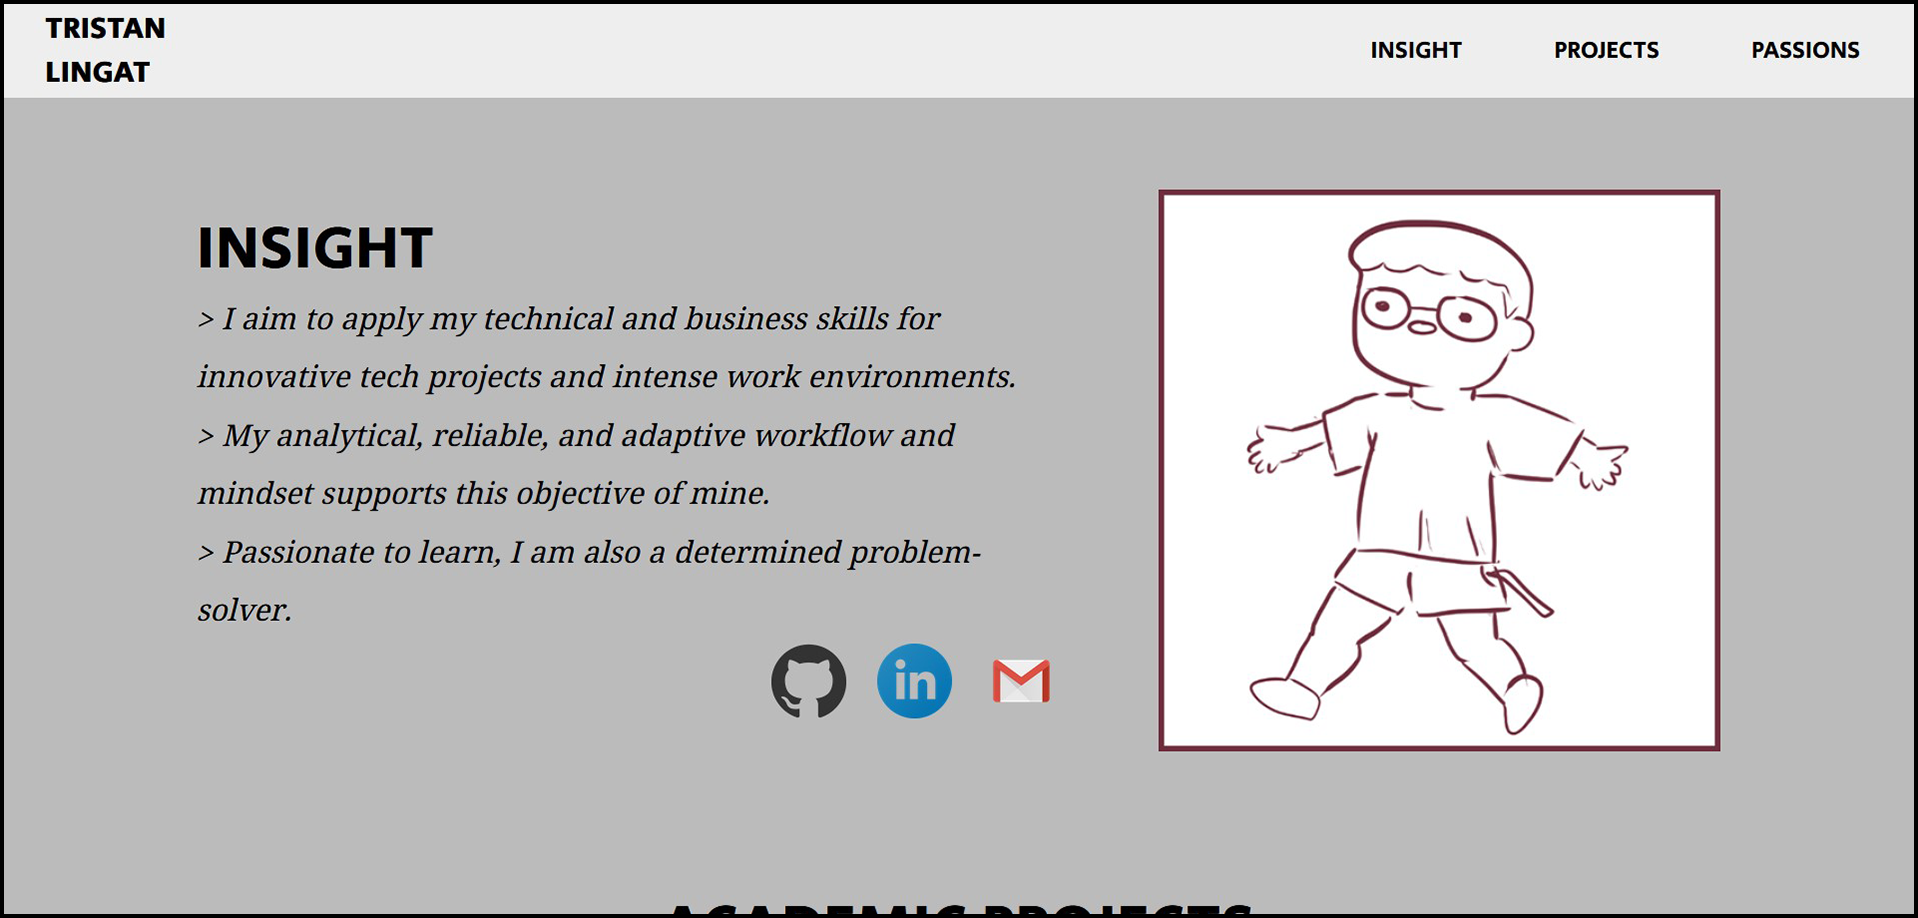 TRISTAN
LINGAT
INSIGHT PROJECTS PASSIONS
INSIGHT
> I aim to apply my technical and business skills for
innovative tech projects and intense work environments.
> My analytical, reliable, and adaptive workflow and
mindset supports this objective of mine.
> Passionate to learn, I am also a determined problem-
solver.
in
ACADEMIC PROJECTS